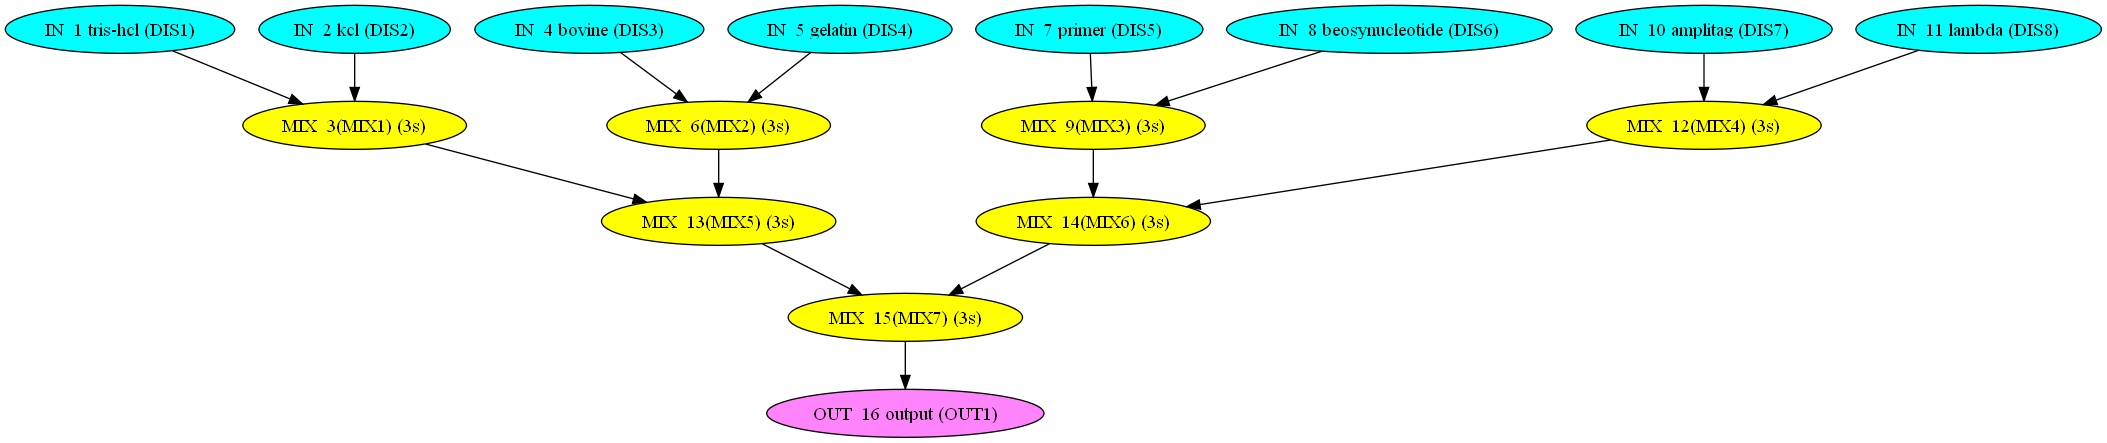 IN 1 tris-hcl (DIS1)
IN 2 kcl (DIS2)
IN 4 bovine (DIS3)
IN 5 gelatin (DIS4)
IN 7 primer (DIS5)
IN 8 beosynucleotide (DIS6)
IN 10 amplitag (DIS7)
IN 11 lambda (DIS8)
MIX 3(MIX1) (3s)
MIX 6(MIX2) (3s)
MIX 9(MIX3) (3s)
MIX 12(MIX4) (3s)
MIX 13(MIX5) (3s)
MIX 14(MIX6) (3s)
MIX 15(MIX7) (3s)
OUT 16 output (OUT1)